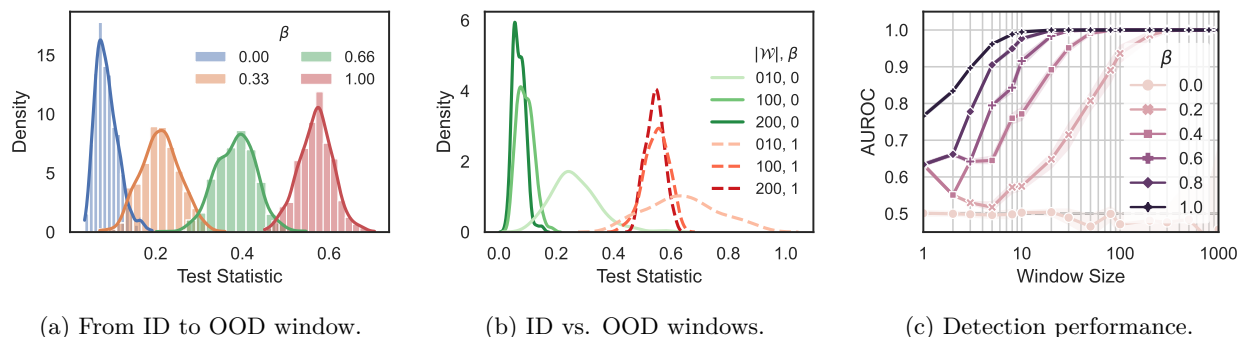 β
0.00 0.66
0.33 1.00
15
10
5
0
Density
0.2 0.4 0.6
Test Statistic
(a) From ID to OOD window.
|𝒲|, β
010, 0
100, 0
200, 0
010, 1
100, 1
200, 1
6
4
2
0
Density
0.0 0.2 0.4 0.6 0.8 1.0
Test Statistic
(b) ID vs. OOD windows.
β
0.0
0.2
0.4
0.6
0.8
1.0
1.0
0.9
0.8
0.7
0.6
0.5
AUROC
1 10 100 1000
Window Size
(c) Detection performance.